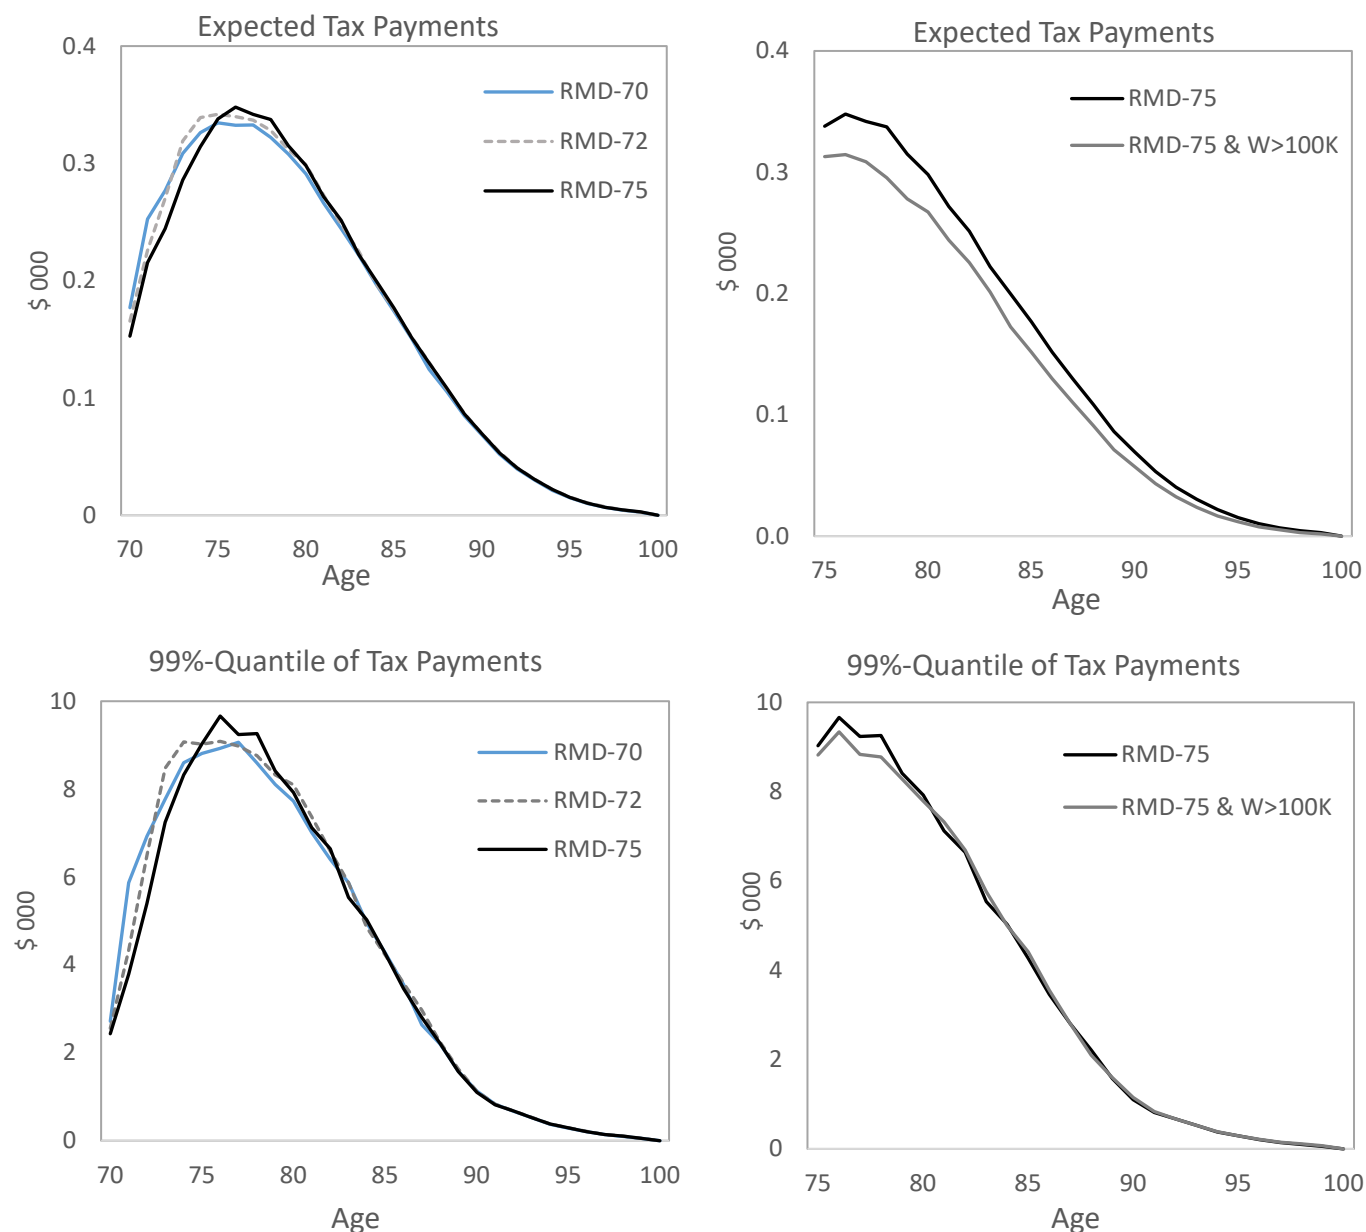 Expected Tax Payments
0.4
0.3
0.2
0.1
0
$ 000
RMD-70
RMD-72
RMD-75
70 75 80 85 90 95 100
Age
Expected Tax Payments
0.4
0.3
0.2
0.1
0.0
$ 000
RMD-75
RMD-75 & W>100K
75 80 85 90 95 100
Age
99%-Quantile of Tax Payments
10
8
6
4
2
0
$ 000
RMD-70
RMD-72
RMD-75
70 75 80 85 90 95 100
Age
99%-Quantile of Tax Payments
10
8
6
4
2
0
$ 000
RMD-75
RMD-75 & W>100K
75 80 85 90 95 100
Age